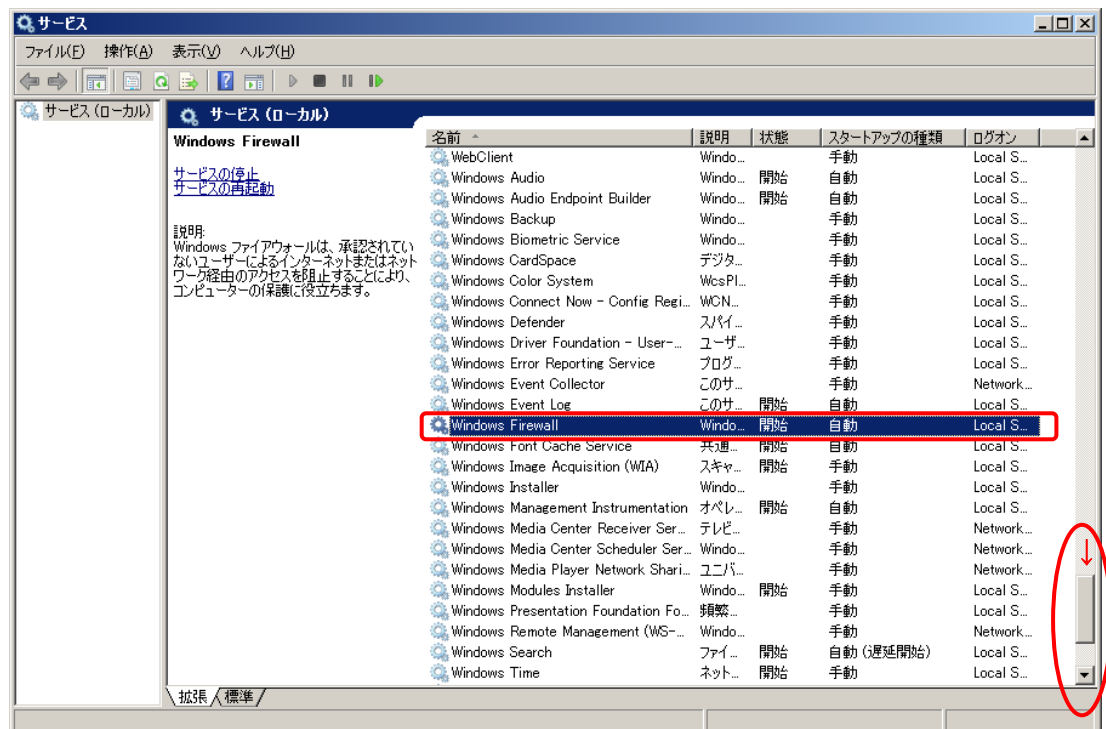 サービス
ファイル(F) 操作(A) 表示(V) ヘルプ(H)
サービス (ローカル)
サービス (ローカル)
Windows Firewall
サービスの停止
サービスの再起動
説明:
Windows ファイアウォールは、承認されてい
ないユーザーによるインターネットまたはネット
ワーク経由のアクセスを阻止することにより、
コンピューターの保護に役立ちます。
名前 説明 状態 スタートアップの種類 ログオン
WebClient Windo... 手動 Local S...
Windows Audio Windo... 開始 自動 Local S...
Windows Audio Endpoint Builder Windo... 開始 自動 Local S...
Windows Backup Windo... 手動 Local S...
Windows Biometric Service Windo... 手動 Local S...
Windows CardSpace デジタ... 手動 Local S...
Windows Color System WcsPl... 手動 Local S...
Windows Connect Now - Config Regi... WCN... 手動 Local S...
Windows Defender スパイ... 手動 Local S...
Windows Driver Foundation - User-... ユーザ... 手動 Local S...
Windows Error Reporting Service プログ... 手動 Local S...
Windows Event Collector このサ... 手動 Network...
Windows Event Log このサ... 開始 自動 Local S...
Windows Firewall Windo... 開始 自動 Local S...
Windows Font Cache Service 共通... 開始 自動 Local S...
Windows Image Acquisition (WIA) スキャ... 開始 手動 Local S...
Windows Installer Windo... 手動 Local S...
Windows Management Instrumentation オペレ... 開始 自動 Local S...
Windows Media Center Receiver Ser... テレビ... 手動 Network...
Windows Media Center Scheduler Ser... Windo... 手動 Network...
Windows Media Player Network Shari... ユニバ... 手動 Network...
Windows Modules Installer Windo... 開始 手動 Local S...
Windows Presentation Foundation Fo... 頻繁... 手動 Local S...
Windows Remote Management (WS-... Windo... 手動 Network...
Windows Search ファイ... 開始 自動 (遅延開始) Local S...
Windows Time ネット... 開始 手動 Local S...
↓
拡張 標準